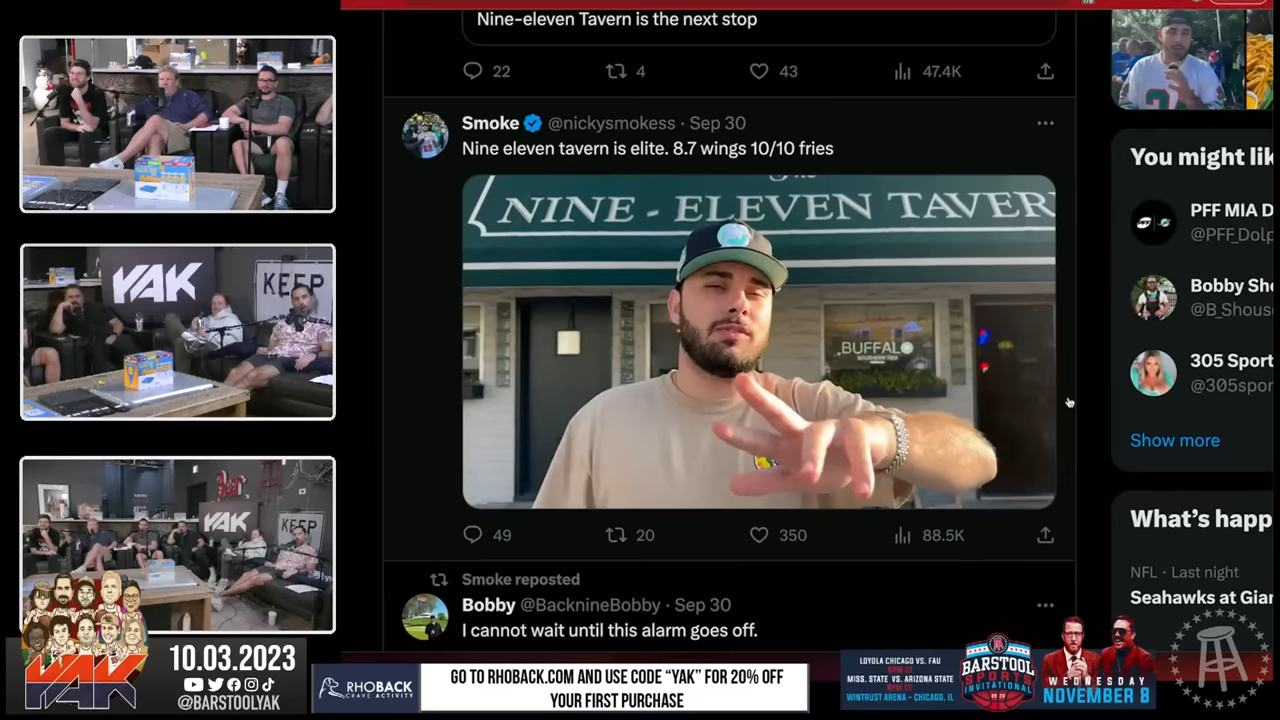 Nine-eleven Tavern is the next stop
22
4
43
47.4K
Smoke @nickysmokess · Sep 30
Nine eleven tavern is elite. 8.7 wings 10/10 fries
NINE - ELEVEN TAVER
BUFFALO
49
20
350
88.5K
Smoke reposted
Bobby @BacknineBobby · Sep 30
I cannot wait until this alarm goes off.
You might lik
PFF MIA D
@PFF_Dolp
Bobby Sho
@B_Shous
305 Sport
@305spor
Show more
What's happ
NFL · Last night
Seahawks at Gian
YAK
KEEP
Beer
YAK
KEEP
YAK
10.03.2023
@BARSTOOLYAK
RHOBACK
CRAVE ACTIVITY
GO TO RHOBACK.COM AND USE CODE “YAK” FOR 20% OFF
YOUR FIRST PURCHASE
LOYOLA CHICAGO VS. FAU
MISS. STATE VS. ARIZONA STATE
WINTRUST ARENA - CHICAGO, IL
BARSTOOL
SPORTS
INVITATIONAL
2023
WEDNESDAY
NOVEMBER 8